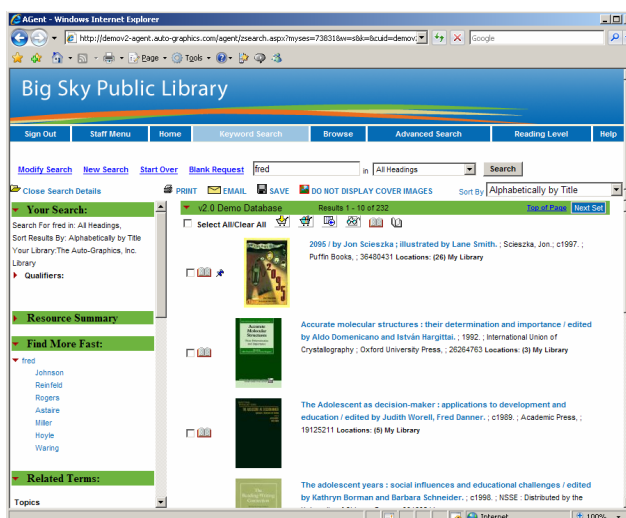 AGent - Windows Internet Explorer
http://demov2-agent.auto-graphics.com/agent/zsearch.aspx?myses=73831&w=s&k=&cuid=demov2
Google
Page
Tools
Big Sky Public Library
Sign Out Staff Menu Home Keyword Search Browse Advanced Search Reading Level Help
Modify Search New Search Start Over Blank Request fred in All Headings Search
Close Search Details PRINT EMAIL SAVE DO NOT DISPLAY COVER IMAGES Sort By Alphabetically by Title
Your Search:
Search For fred in: All Headings,
Sort Results By: Alphabetically by Title
Your Library:The Auto-Graphics, Inc.
Library
Qualifiers:
Resource Summary
Find More Fast:
fred
Johnson
Reinfeld
Rogers
Astaire
Miller
Hoyle
Waring
Related Terms:
Topics
v2.0 Demo Database Results 1 - 10 of 232 Top of Page Next Set
Select All/Clear All
2095 / by Jon Scieszka ; illustrated by Lane Smith. ; Scieszka, Jon.; c1997. ;
Puffin Books, ; 36480431 Locations: (26) My Library
2095
Accurate molecular structures : their determination and importance / edited
by Aldo Domenicano and István Hargittai. ; 1992. ; International Union of
Crystallography ; Oxford University Press, ; 26264763 Locations: (3) My Library
Accurate
Molecular
Structures
The Adolescent as decision-maker : applications to development and
education / edited by Judith Worell, Fred Danner. ; c1989. ; Academic Press, ;
19125211 Locations: (5) My Library
The adolescent years : social influences and educational challenges / edited
by Kathryn Borman and Barbara Schneider. ; c1998. ; NSSE : Distributed by the
Internet 100%